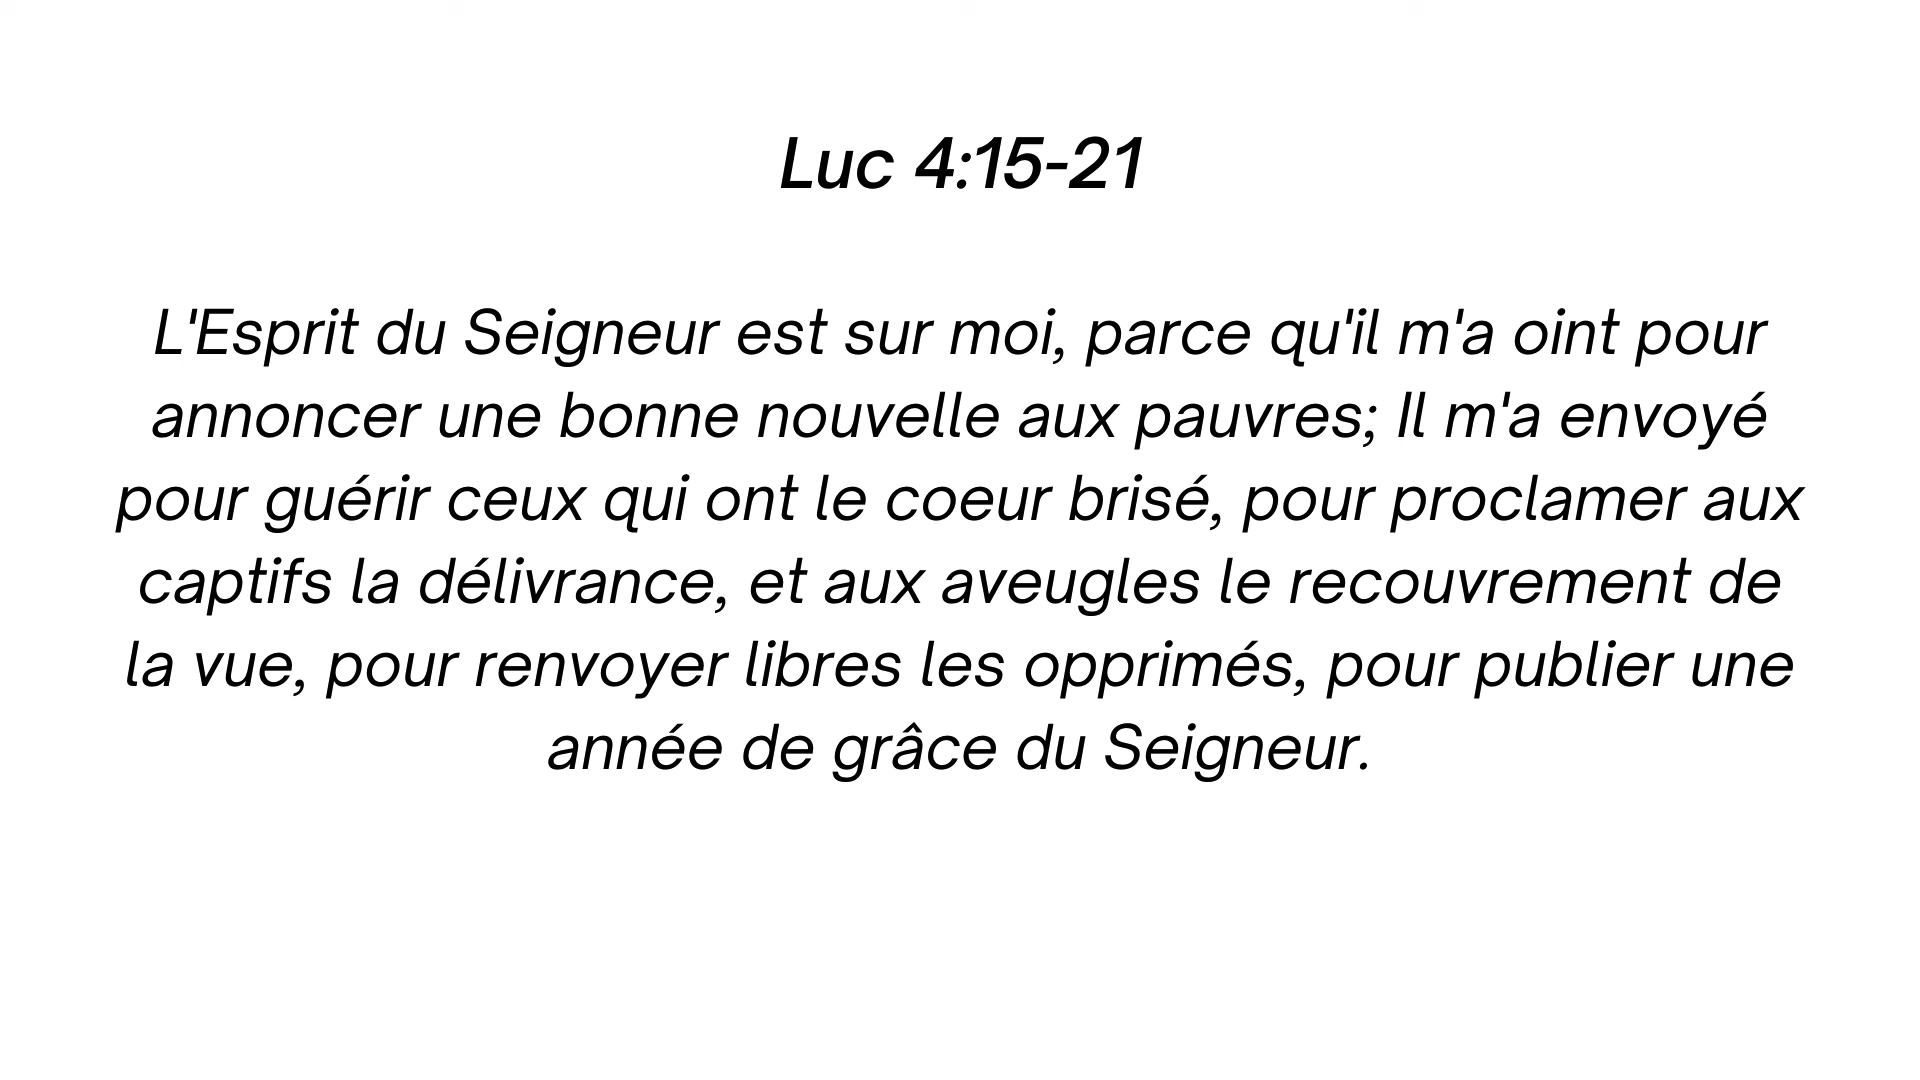 Luc 4:15-21
L'Esprit du Seigneur est sur moi, parce qu'il m'a oint pour
annoncer une bonne nouvelle aux pauvres; Il m'a envoyé
pour guérir ceux qui ont le coeur brisé, pour proclamer aux
captifs la délivrance, et aux aveugles le recouvrement de
la vue, pour renvoyer libres les opprimés, pour publier une
année de grâce du Seigneur.